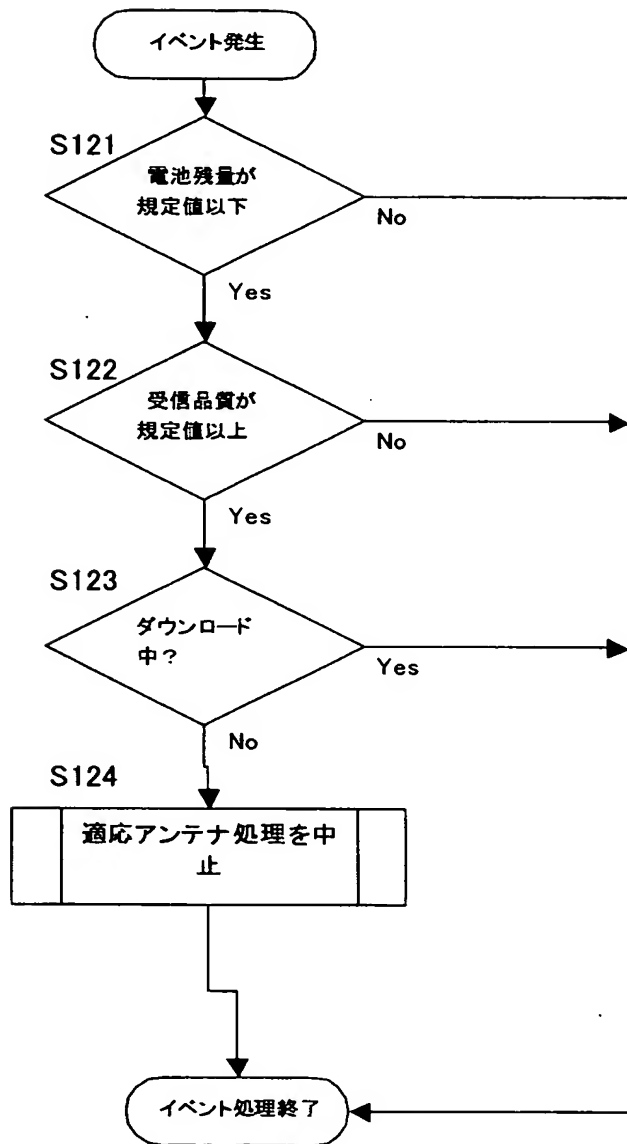 イベント発生
S121
電池残量が
規定値以下
No
Yes
S122
受信品質が
規定値以上
No
Yes
S123
ダウンロード
中？
Yes
No
S124
適応アンテナ処理を中
止
イベント処理終了